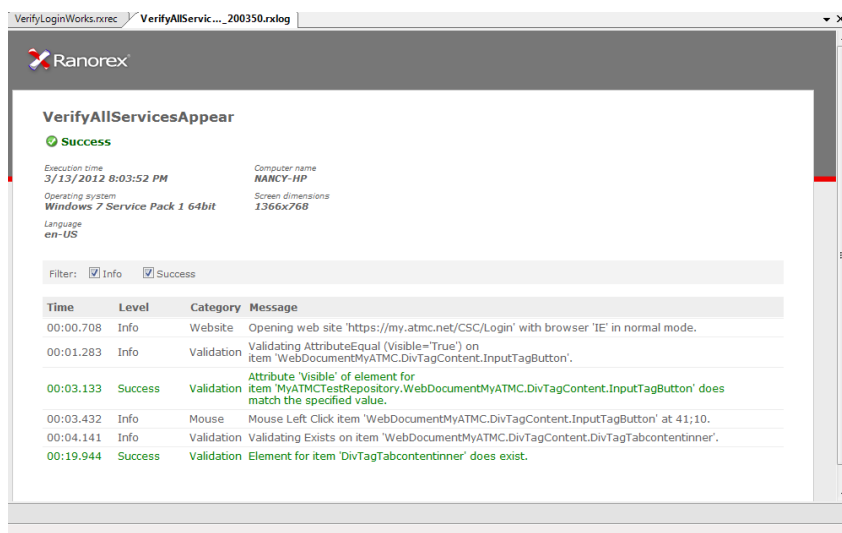 VerifyLoginWorks.rxrec VerifyAllServic..._200350.rxlog
Ranorex
VerifyAllServicesAppear
Success
Execution time Computer name
3/13/2012 8:03:52 PM NANCY-HP
Operating system Screen dimensions
Windows 7 Service Pack 1 64bit 1366x768
Language
en-US
Filter: Info Success
Time Level Category Message
00:00.708 Info Website Opening web site 'https://my.atmc.net/CSC/Login' with browser 'IE' in normal mode.
00:01.283 Info Validation Validating AttributeEqual (Visible='True') on
item 'WebDocumentMyATMC.DivTagContent.InputTagButton'.
Attribute 'Visible' of element for
00:03.133 Success Validation item 'MyATMCTestRepository.WebDocumentMyATMC.DivTagContent.InputTagButton' does
match the specified value.
00:03.432 Info Mouse Mouse Left Click item 'WebDocumentMyATMC.DivTagContent.InputTagButton' at 41;10.
00:04.141 Info Validation Validating Exists on item 'WebDocumentMyATMC.DivTagContent.DivTagTabcontentinner'.
00:19.944 Success Validation Element for item 'DivTagTabcontentinner' does exist.